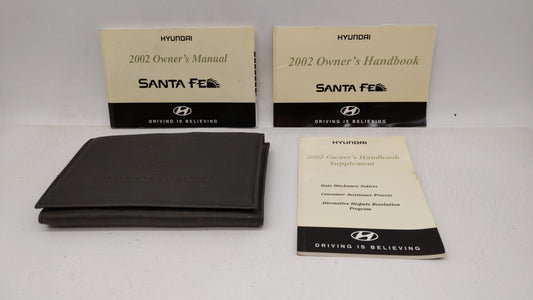 HYUNDAI
2002 Owner's Manual
SANTA FE
DRIVING IS BELIEVING
HYUNDAI
2002 Owner's Handbook
SANTA FE
DRIVING IS BELIEVING
HYUNDAI
2002 Owner's Handbook
Supplement
State Disclosure Notices
Consumer Assistance Process
Alternative Dispute Resolution
Program
DRIVING IS BELIEVING